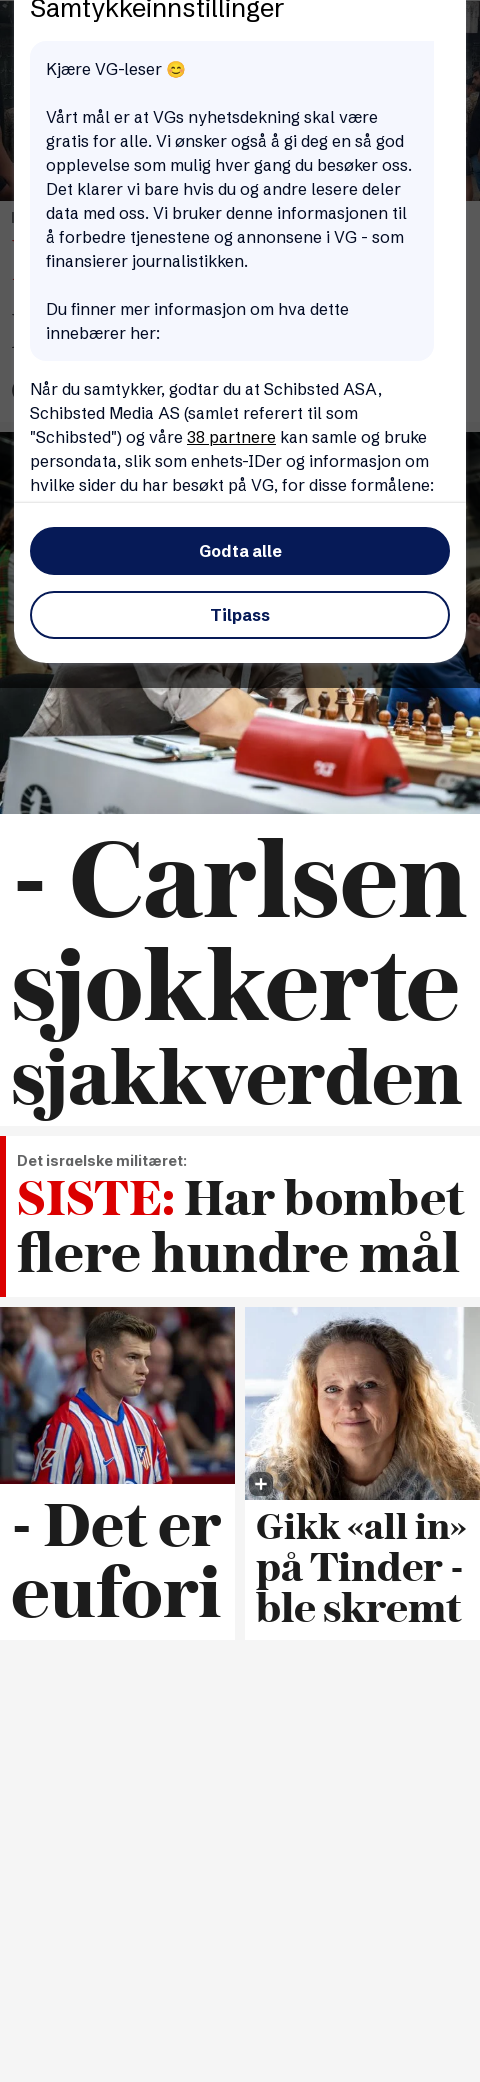 Samtykkeinnstillinger
Kjære VG-leser 😊
Vårt mål er at VGs nyhetsdekning skal være
gratis for alle. Vi ønsker også å gi deg en så god
opplevelse som mulig hver gang du besøker oss.
Det klarer vi bare hvis du og andre lesere deler
data med oss. Vi bruker denne informasjonen til
å forbedre tjenestene og annonsene i VG - som
finansierer journalistikken.
Du finner mer informasjon om hva dette
innebærer her:
Når du samtykker, godtar du at Schibsted ASA,
Schibsted Media AS (samlet referert til som
"Schibsted") og våre 38 partnere kan samle og bruke
persondata, slik som enhets-IDer og informasjon om
hvilke sider du har besøkt på VG, for disse formålene:
Godta alle
Tilpass
- Carlsen
sjokkerte
sjakkverden
Det israelske militæret:
SISTE: Har bombet
flere hundre mål
- Det er
eufori
Gikk «all in»
på Tinder -
ble skremt